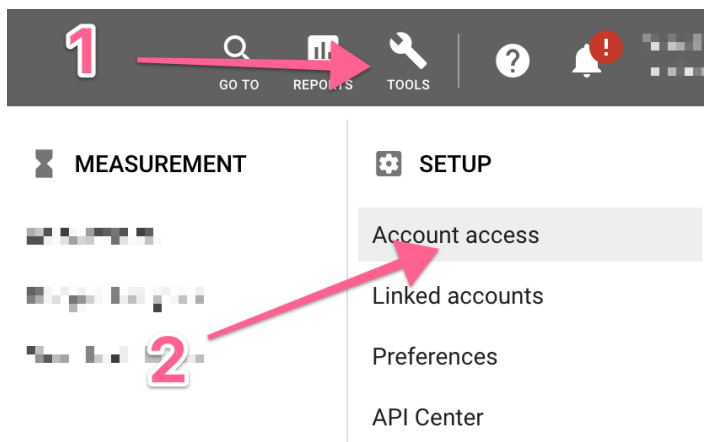 1
GO TO REPORTS TOOLS
!
MEASUREMENT
SETUP
Account access
Linked accounts
2
Preferences
API Center